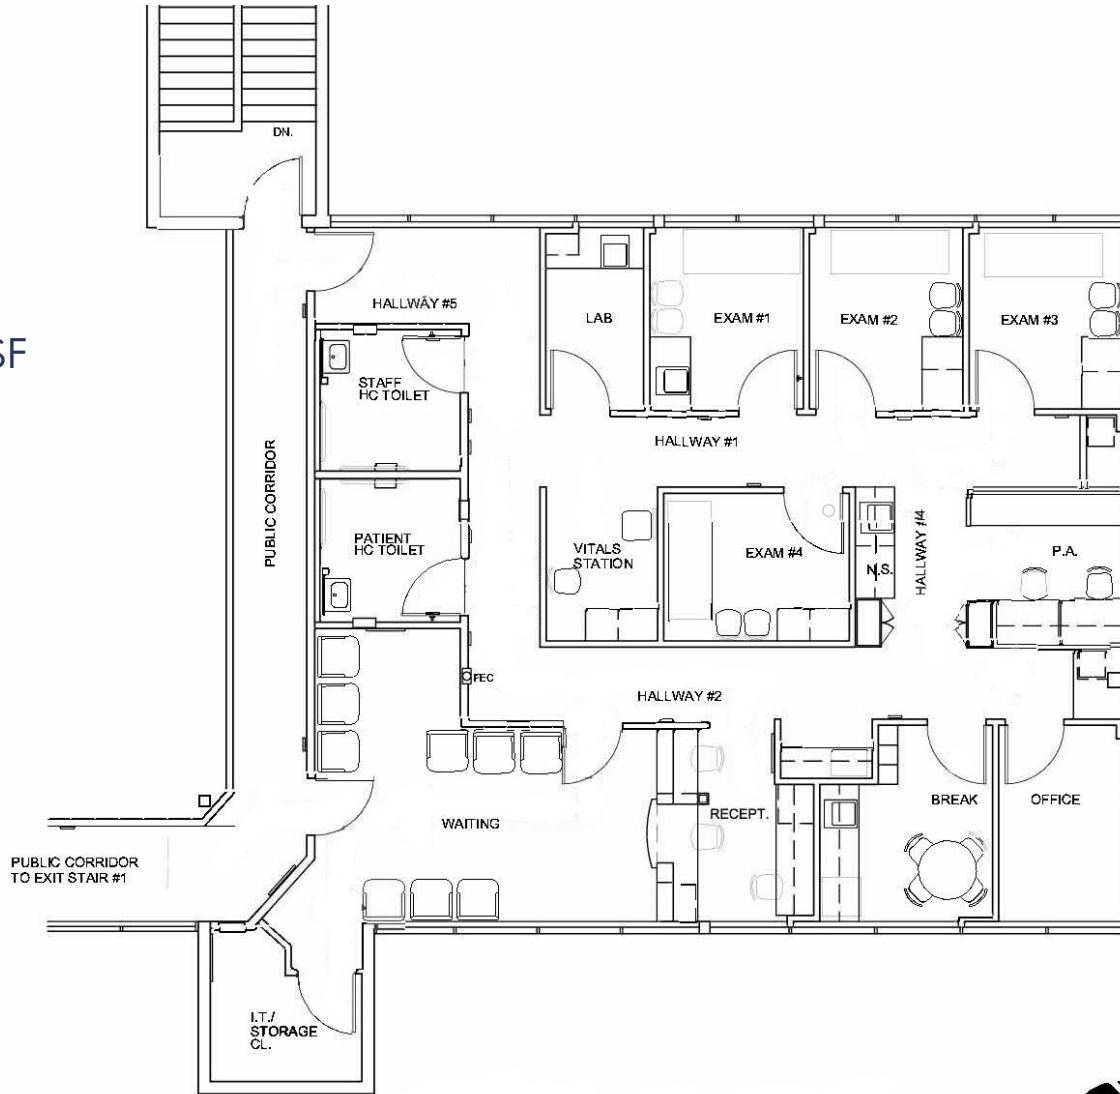 DN.
HALLWAY #5
SF
LAB
EXAM #1
EXAM #2
EXAM #3
STAFF
HC TOILET
HALLWAY #1
PUBLIC CORRIDOR
PATIENT
HC TOILET
VITALS
STATION
EXAM #4
N.S.
HALLWAY #4
P.A.
FEC
HALLWAY #2
WAITING
RECEPT.
BREAK
OFFICE
PUBLIC CORRIDOR
TO EXIT STAIR #1
I.T./
STORAGE
CL.